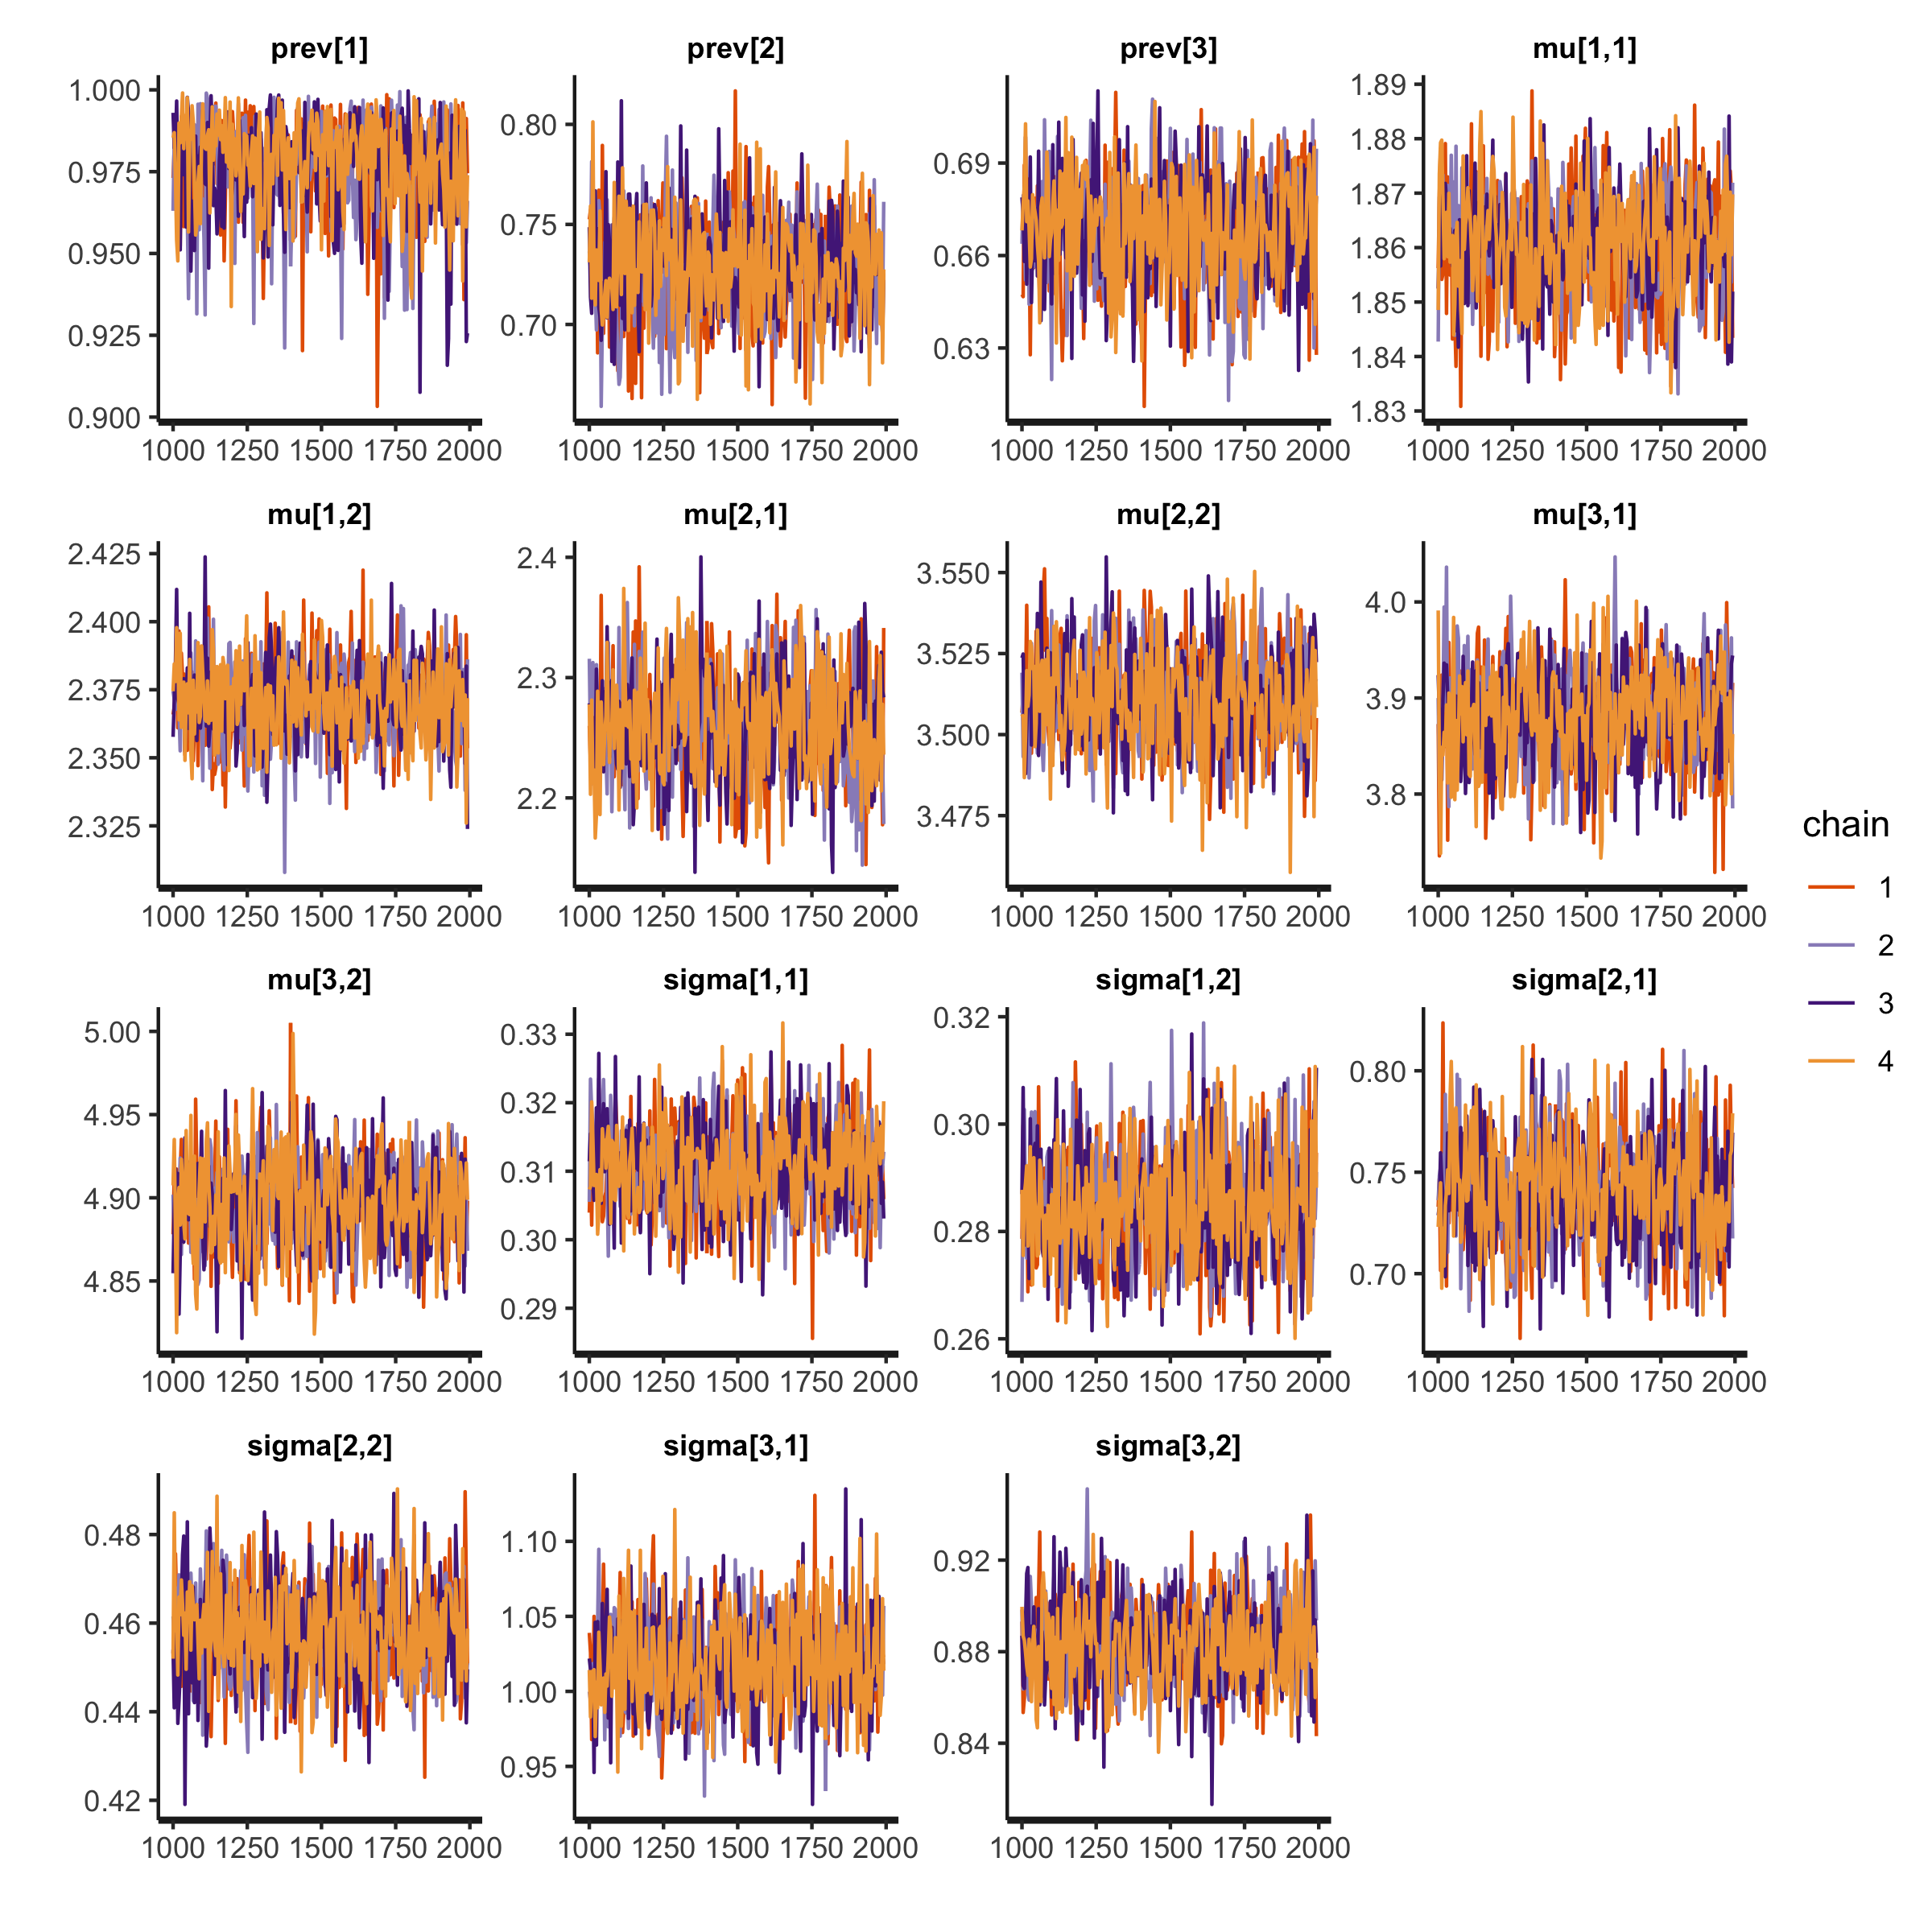 prev[1] prev[2] prev[3] mu[1,1]
1.000 0.975 0.950 0.925 0.900
0.80 0.75 0.70
0.69 0.66 0.63
1.89 1.88 1.87 1.86 1.85 1.84 1.83
1000 1250 1500 1750 2000 1000 1250 1500 1750 2000 1000 1250 1500 1750 2000 1000 1250 1500 1750 2000
mu[1,2] mu[2,1] mu[2,2] mu[3,1]
2.425 2.400 2.375 2.350 2.325
2.4 2.3 2.2
3.550 3.525 3.500 3.475
4.0 3.9 3.8
1000 1250 1500 1750 2000 1000 1250 1500 1750 2000 1000 1250 1500 1750 2000 1000 1250 1500 1750 2000
mu[3,2] sigma[1,1] sigma[1,2] sigma[2,1]
5.00 4.95 4.90 4.85
0.33 0.32 0.31 0.30 0.29
0.32 0.30 0.28 0.26
0.80 0.75 0.70
1000 1250 1500 1750 2000 1000 1250 1500 1750 2000 1000 1250 1500 1750 2000 1000 1250 1500 1750 2000
sigma[2,2] sigma[3,1] sigma[3,2]
0.48 0.46 0.44 0.42
1.10 1.05 1.00 0.95
0.92 0.88 0.84
1000 1250 1500 1750 2000 1000 1250 1500 1750 2000 1000 1250 1500 1750 2000
chain
1
2
3
4